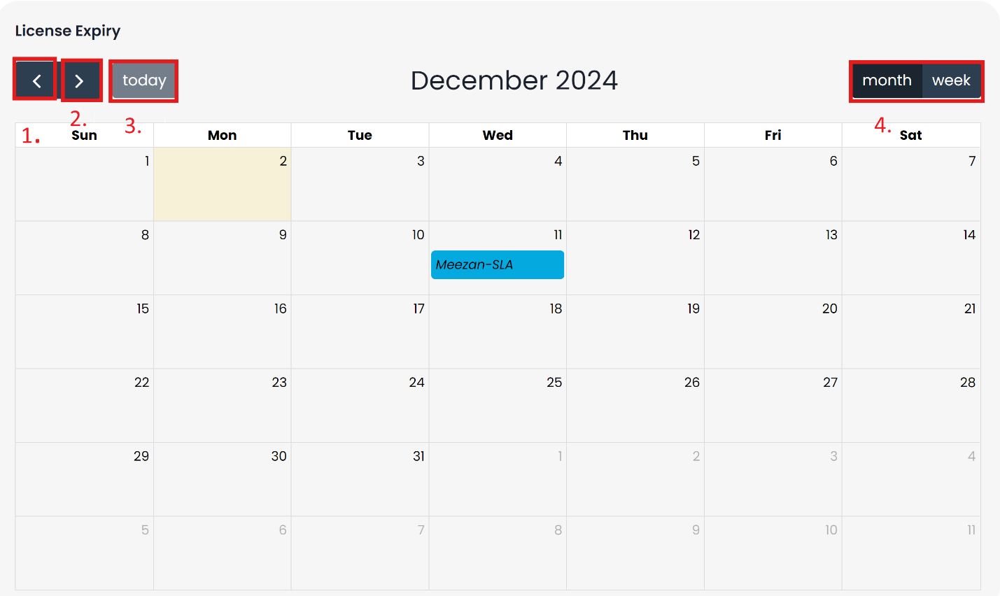 License Expiry
today
December 2024
month week
1. 2. 3. 4.
Sun Mon Tue Wed Thu Fri Sat
1 2 3 4 5 6 7
8 9 10 11 12 13 14
Meezan-SLA
15 16 17 18 19 20 21
22 23 24 25 26 27 28
29 30 31 1 2 3 4
5 6 7 8 9 10 11